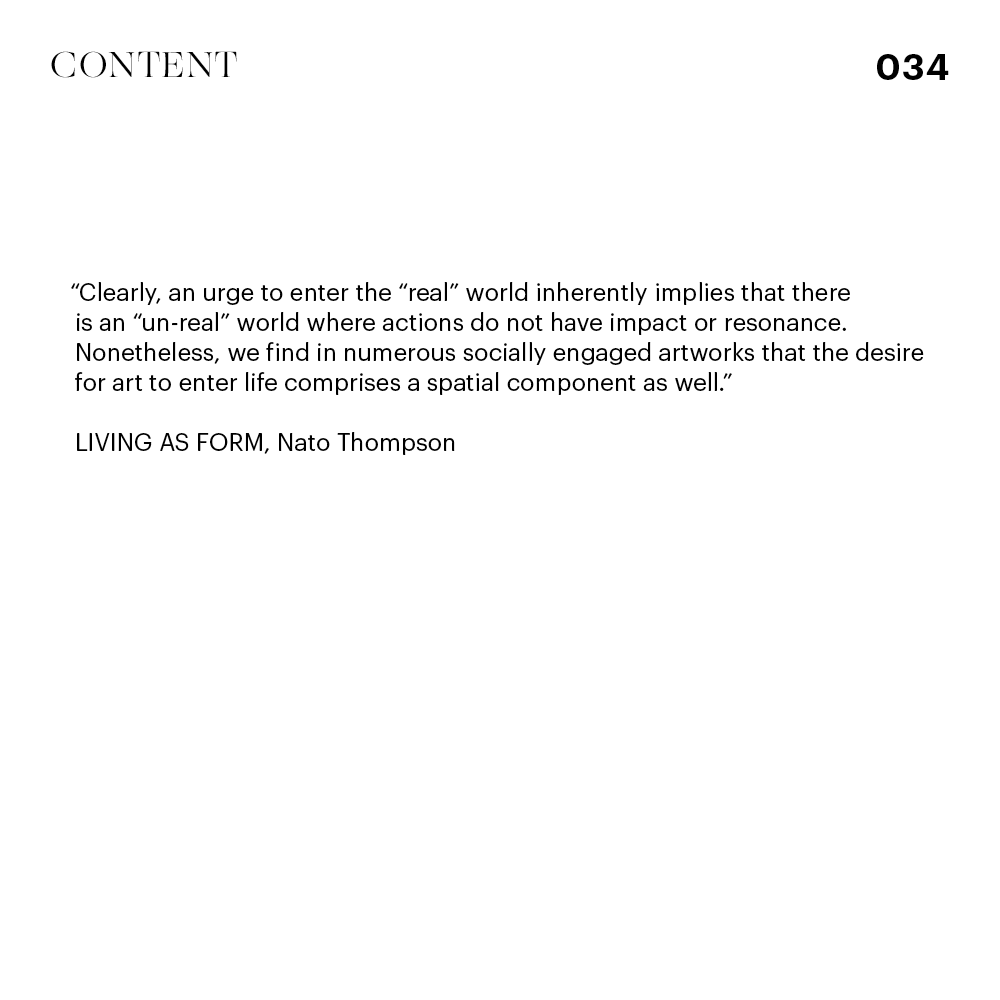 CONTENT
034
“Clearly, an urge to enter the “real” world inherently implies that there
is an “un-real” world where actions do not have impact or resonance.
Nonetheless, we find in numerous socially engaged artworks that the desire
for art to enter life comprises a spatial component as well.”
LIVING AS FORM, Nato Thompson